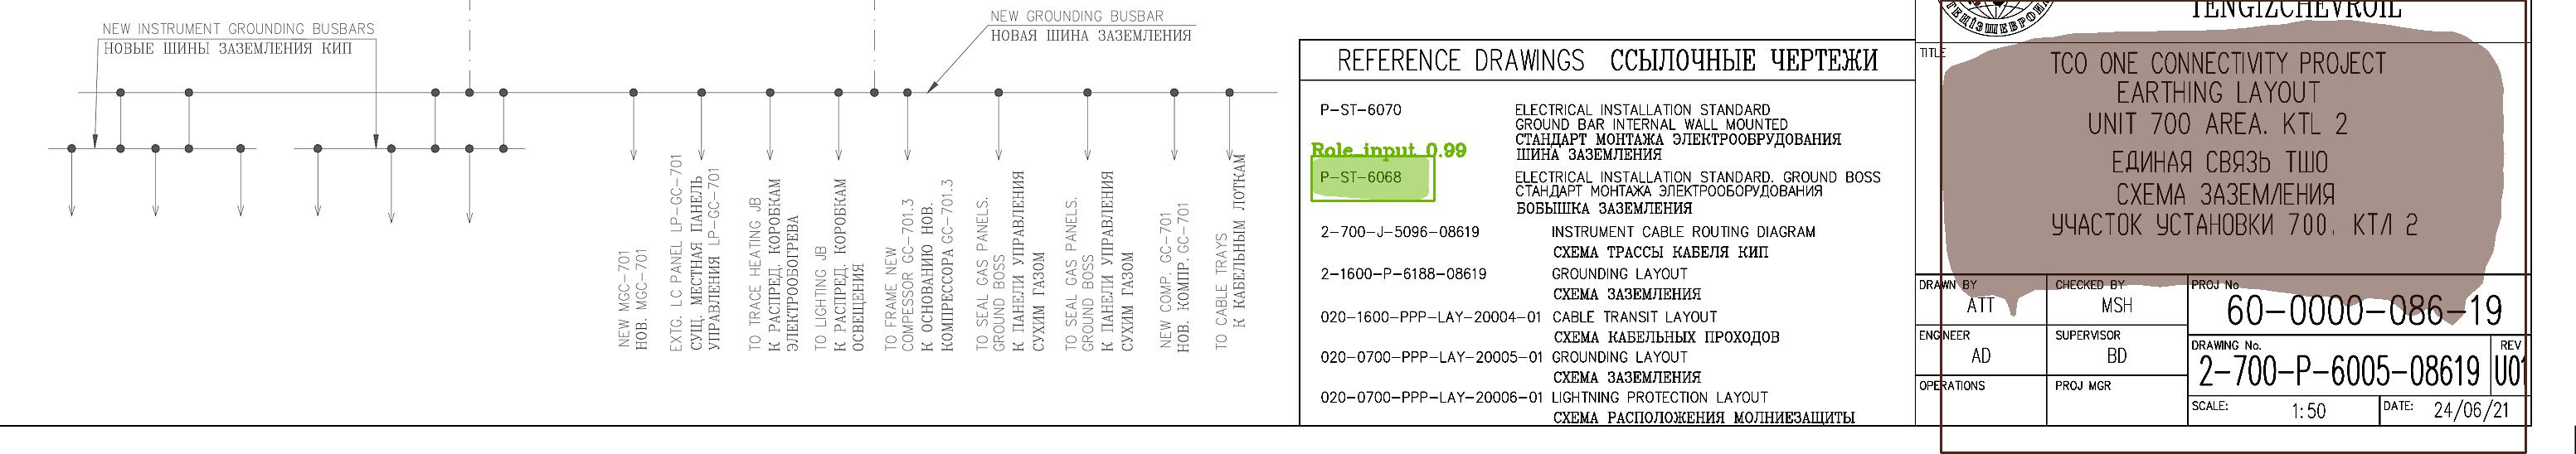 NEW INSTRUMENT GROUNDING BUSBARS
НОВЫЕ ШИНЫ ЗАЗЕМЛЕНИЯ КИП
NEW GROUNDING BUSBAR
НОВАЯ ШИНА ЗАЗЕМЛЕНИЯ
NEW MGC-701
НОВ. MGC-701
EXTG. LC PANEL LP-GC-701
СУЩ. МЕСТНАЯ ПАНЕЛЬ
УПРАВЛЕНИЯ LP-GC-701
TO TRACE HEATING JB
К РАСПРЕД. КОРОБКАМ
ЭЛЕКТРООБОГРЕВА
TO LIGHTING JB
К РАСПРЕД. КОРОБКАМ
ОСВЕЩЕНИЯ
TO FRAME NEW
COMPESSOR GC-701.3
К ОСНОВАНИЮ НОВ.
КОМПРЕССОРА GC-701.3
TO SEAL GAS PANELS.
GROUND BOSS
К ПАНЕЛИ УПРАВЛЕНИЯ
СУХИМ ГАЗОМ
TO SEAL GAS PANELS.
GROUND BOSS
К ПАНЕЛИ УПРАВЛЕНИЯ
СУХИМ ГАЗОМ
NEW COMP. GC-701
НОВ. КОМПР. GC-701
TO CABLE TRAYS
К КАБЕЛЬНЫМ ЛОТКАМ
REFERENCE DRAWINGS ССЫЛОЧНЫЕ ЧЕРТЕЖИ
P-ST-6070 ELECTRICAL INSTALLATION STANDARD
GROUND BAR INTERNAL WALL MOUNTED
СТАНДАРТ МОНТАЖА ЭЛЕКТРООБРУДОВАНИЯ
ШИНА ЗАЗЕМЛЕНИЯ
Role_input 0.99
P-ST-6068 ELECTRICAL INSTALLATION STANDARD. GROUND BOSS
СТАНДАРТ МОНТАЖА ЭЛЕКТРООБОРУДОВАНИЯ
БОБЫШКА ЗАЗЕМЛЕНИЯ
2-700-J-5096-08619 INSTRUMENT CABLE ROUTING DIAGRAM
СХЕМА ТРАССЫ КАБЕЛЯ КИП
2-1600-P-6188-08619 GROUNDING LAYOUT
СХЕМА ЗАЗЕМЛЕНИЯ
020-1600-PPP-LAY-20004-01 CABLE TRANSIT LAYOUT
СХЕМА КАБЕЛЬНЫХ ПРОХОДОВ
020-0700-PPP-LAY-20005-01 GROUNDING LAYOUT
СХЕМА ЗАЗЕМЛЕНИЯ
020-0700-PPP-LAY-20006-01 LIGHTNING PROTECTION LAYOUT
СХЕМА РАСПОЛОЖЕНИЯ МОЛНИЕЗАЩИТЫ
ТЕҢІЗШЕВРОЙЛ
TENGIZCHEVROIL
TITLE
TCO ONE CONNECTIVITY PROJECT
EARTHING LAYOUT
UNIT 700 AREA. KTL 2
ЕДИНАЯ СВЯЗЬ ТШО
СХЕМА ЗАЗЕМЛЕНИЯ
УЧАСТОК УСТАНОВКИ 700. КТЛ 2
DRAWN BY
ATT
CHECKED BY
MSH
PROJ No
60-0000-086-19
ENGINEER
AD
SUPERVISOR
BD
DRAWING No.
2-700-P-6005-08619
REV
U01
OPERATIONS
PROJ MGR
SCALE: 1:50
DATE: 24/06/21